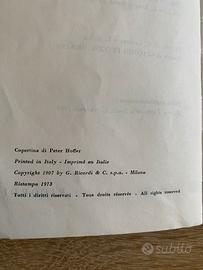 Copertina di Peter Hoffer
Printed in Italy - Imprimé en Italie
Copyright 1907 by G. Ricordi & C. s.p.a. - Milano
Ristampa 1973
Tutti i diritti riservati - Tous droits réservés - All rights reserved
subito